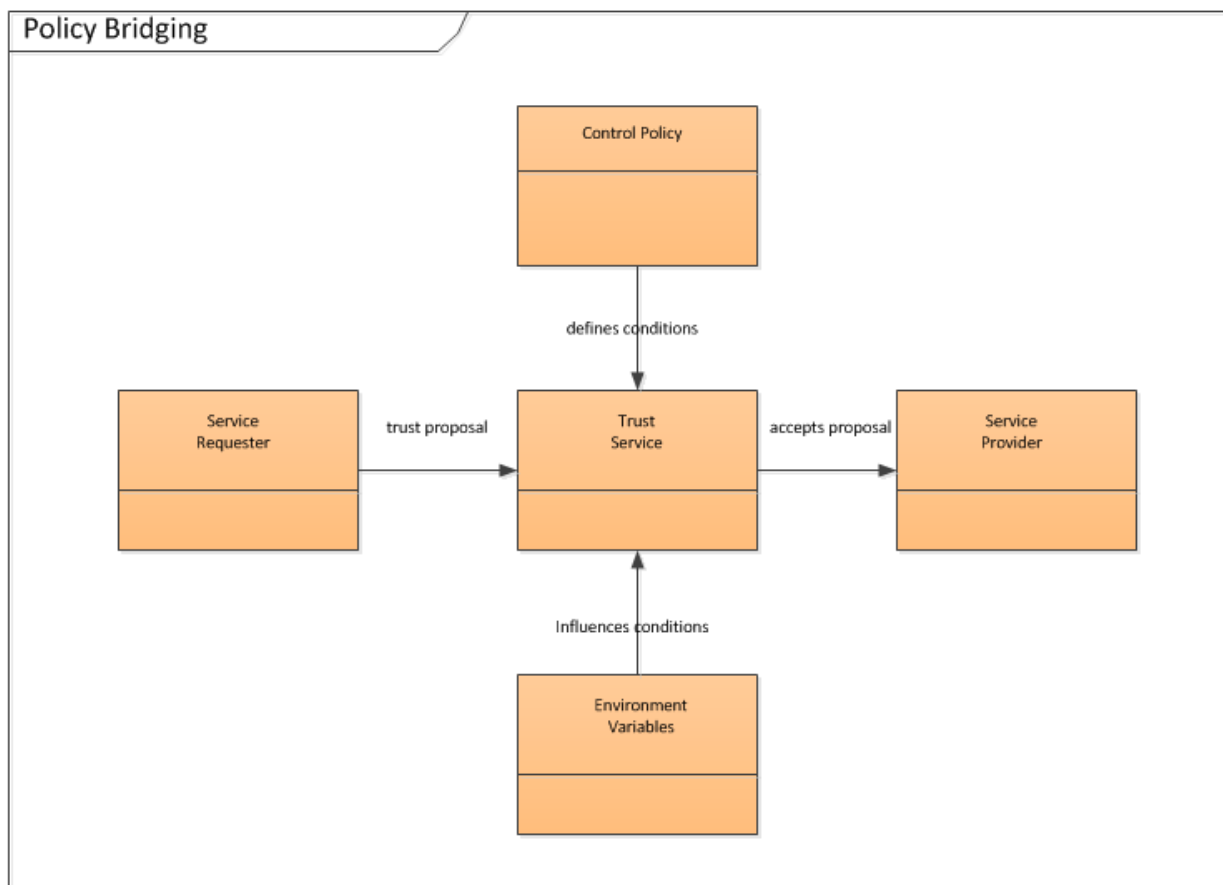 Policy Bridging
Control Policy
defines conditions
Service
Requester
trust proposal
Trust
Service
accepts proposal
Service
Provider
Influences conditions
Environment
Variables